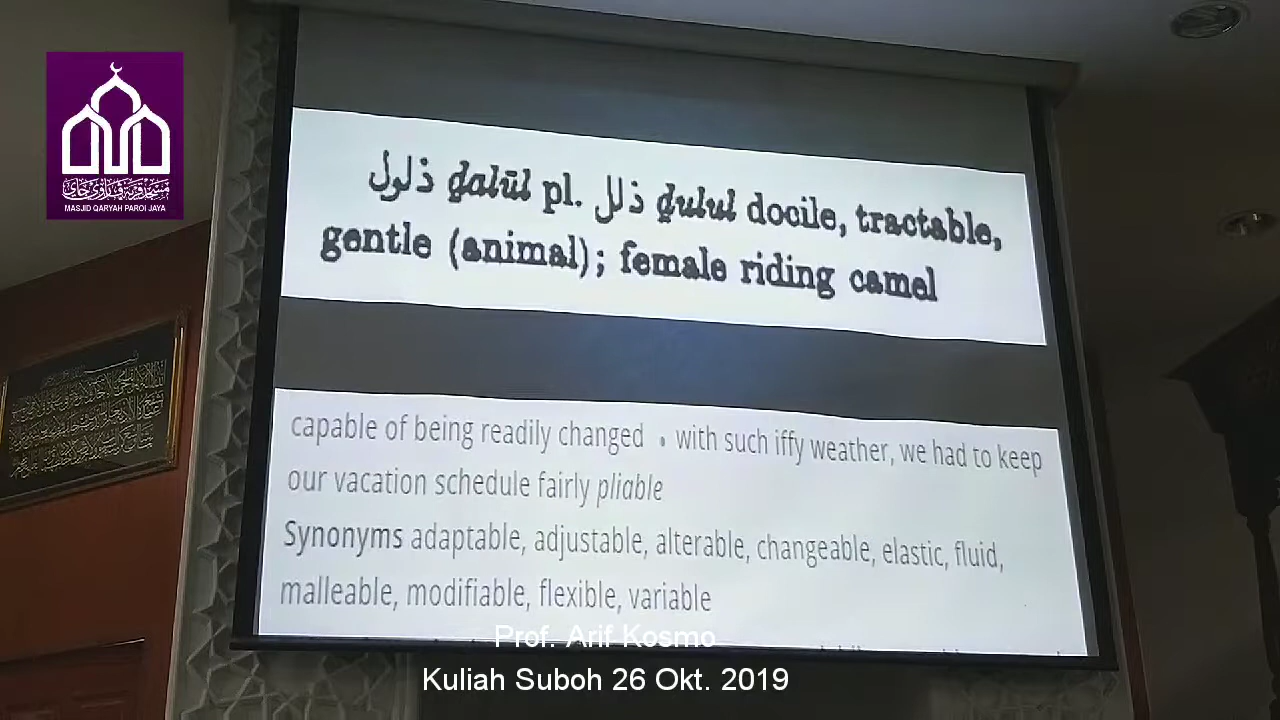 MASJID QARYAH PAROI JAYA
ذلول ḏalūl pl. ذلل ḏulul docile, tractable,
gentle (animal); female riding camel
capable of being readily changed • with such iffy weather, we had to keep
our vacation schedule fairly pliable
Synonyms adaptable, adjustable, alterable, changeable, elastic, fluid,
malleable, modifiable, flexible, variable
Prof. Arif Kosmo
Kuliah Suboh 26 Okt. 2019